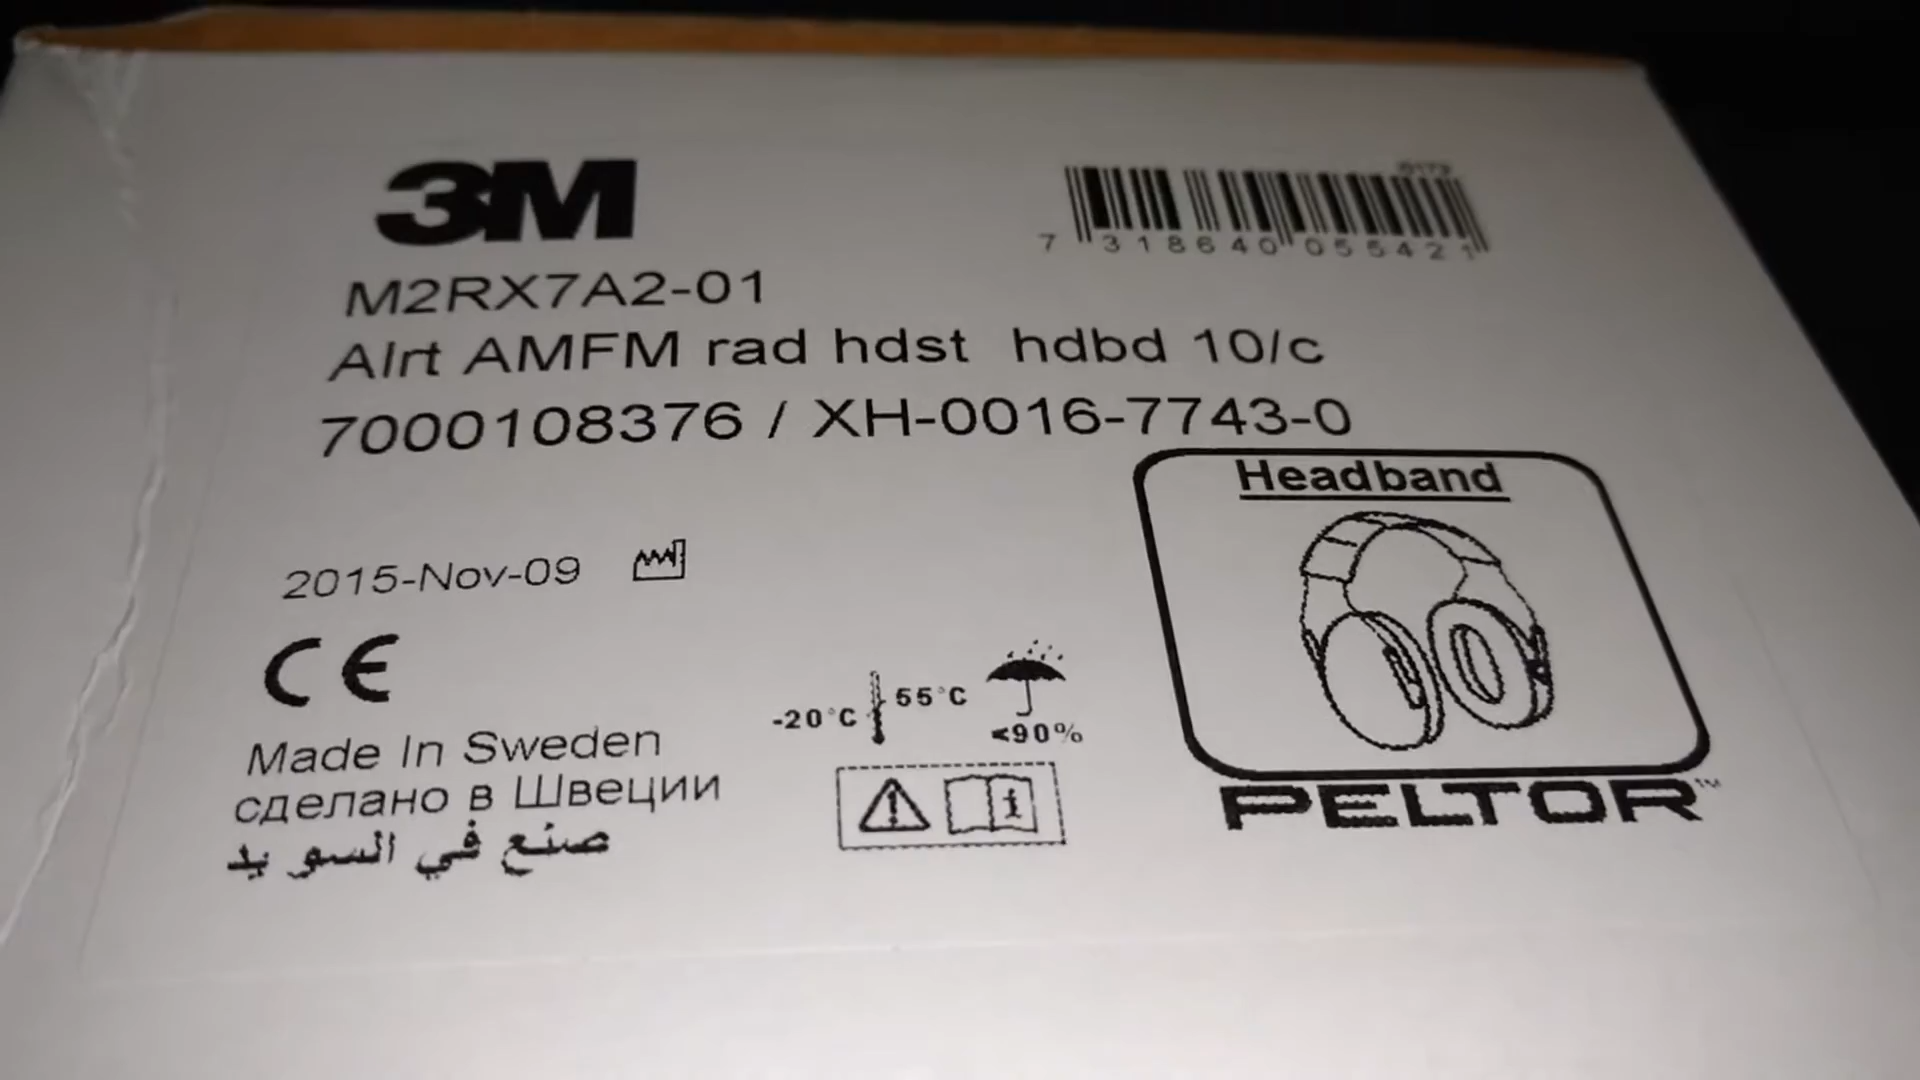 3M
M2RX7A2-01
Alrt AMFM rad hdst hdbd 10/c
7000108376 / XH-0016-7743-0
7 318640 055421
Headband
2015-Nov-09
CE
-20°C 55°C
<90%
Made In Sweden
сделано в Швеции
صنع في السويد
PELTOR™